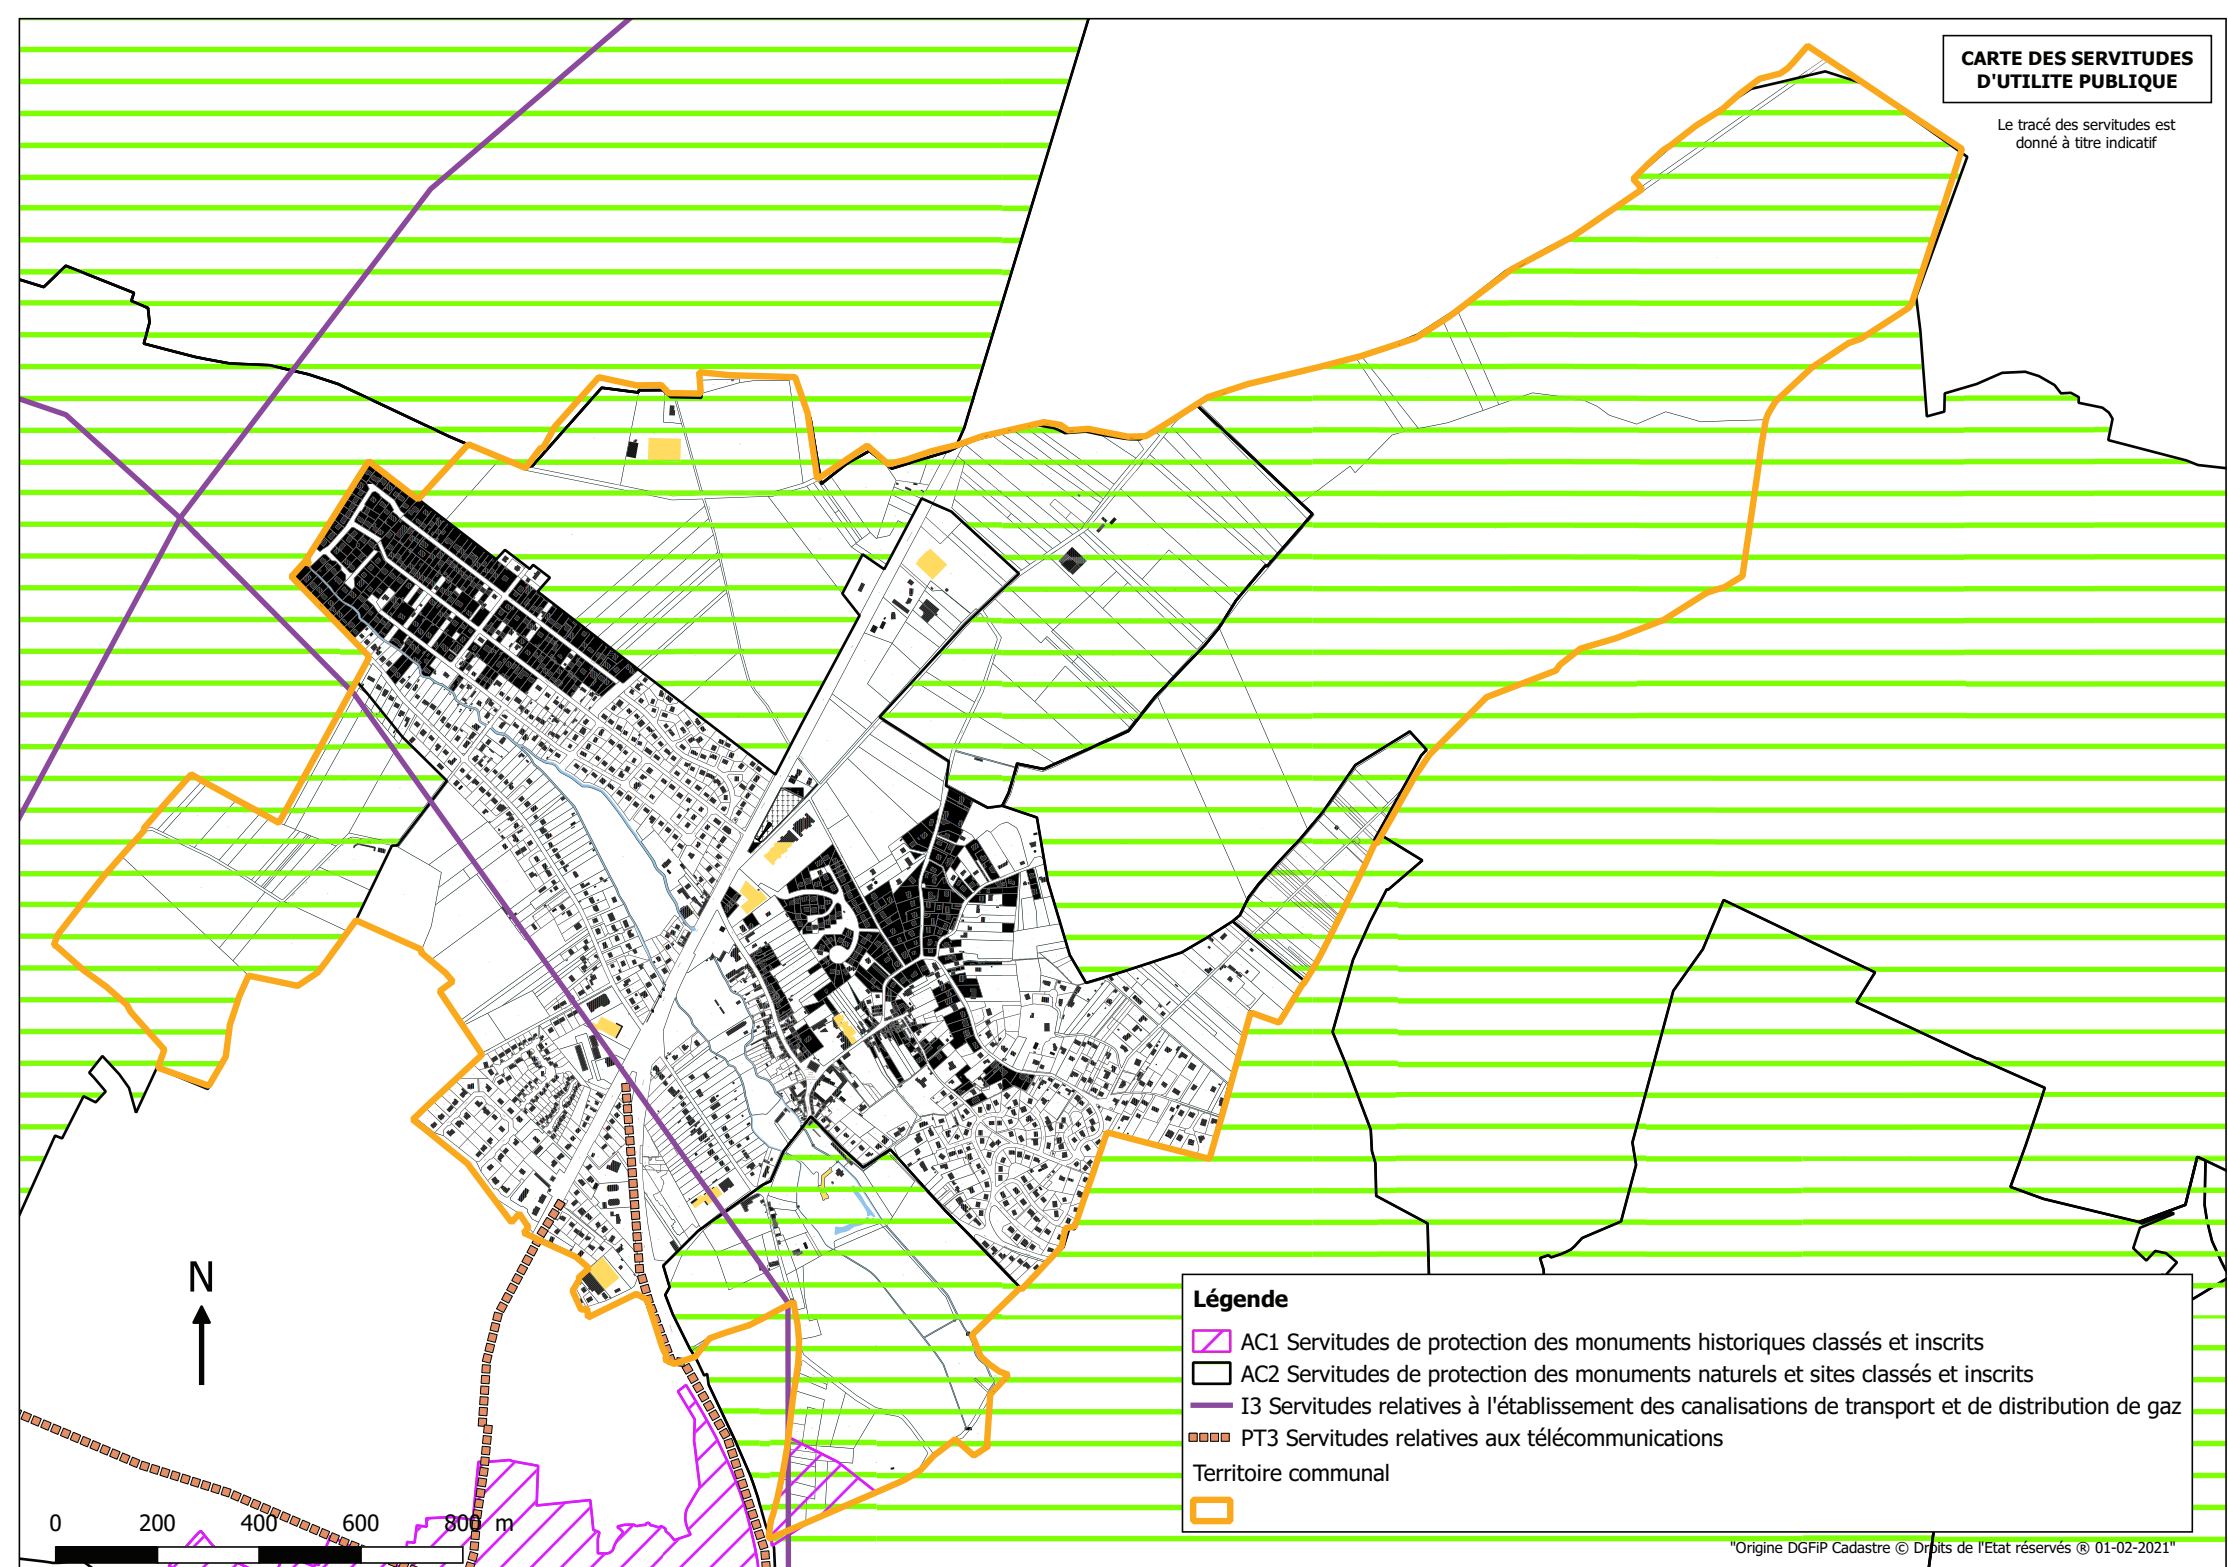 CARTE DES SERVITUDES
D'UTILITE PUBLIQUE
Le tracé des servitudes est
donné à titre indicatif
N
Légende
AC1 Servitudes de protection des monuments historiques classés et inscrits
AC2 Servitudes de protection des monuments naturels et sites classés et inscrits
I3 Servitudes relatives à l'établissement des canalisations de transport et de distribution de gaz
PT3 Servitudes relatives aux télécommunications
Territoire communal
0 200 400 600 800 m
"Origine DGFiP Cadastre © Droits de l'Etat réservés ® 01-02-2021"